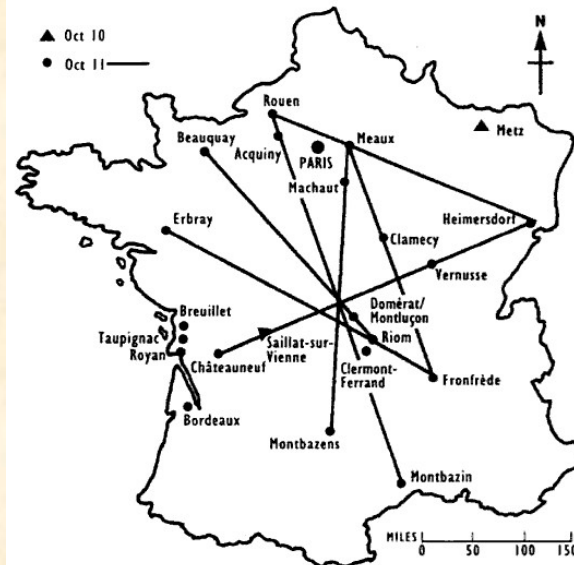 Oct 10
N
Oct 11
Rouen
Beauquay
Meaux
Metz
Acquiny
PARIS
Machaut
Erbray
Heimersdorf
Clamecy
Vernusse
Breuillet
Domérat/
Montluçon
Taupignac
Saillat-sur-
Vienne
Riom
Royan
Châteauneuf
Clermont-
Ferrand
Fronfrède
Bordeaux
Montbazens
Montbazin
MILES
0 50 100 150